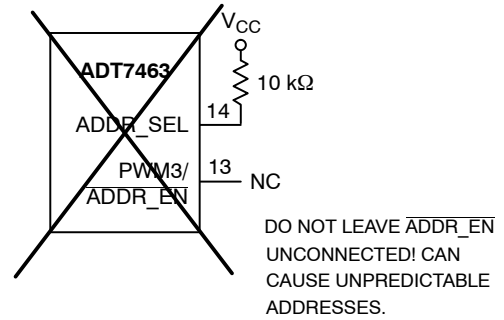 VCC
ADT7463
10 kΩ
14
ADDR_SEL
PWM3/
13
NC
ADDR_EN
DO NOT LEAVE ADDR_EN
UNCONNECTED! CAN
CAUSE UNPREDICTABLE
ADDRESSES.